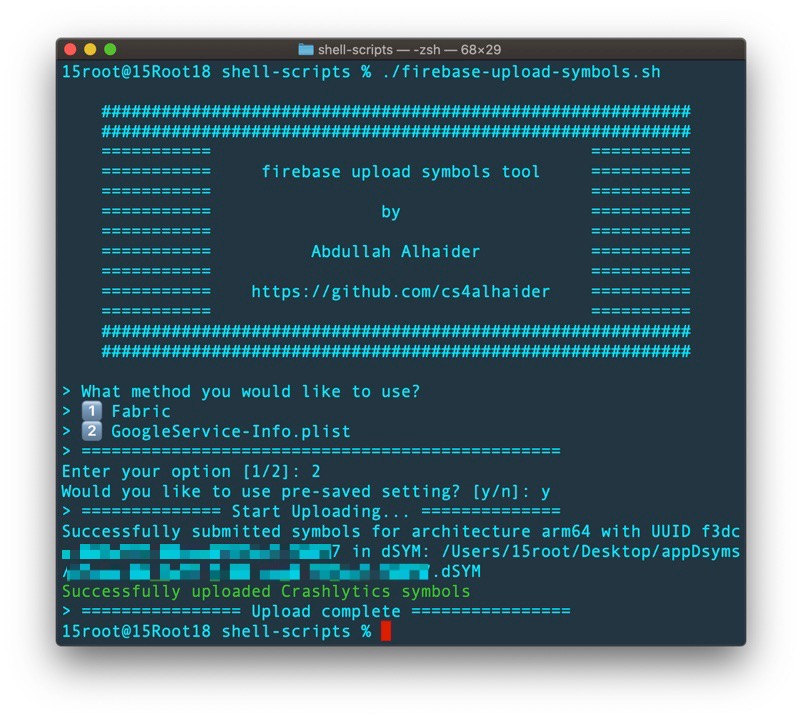 shell-scripts — -zsh — 68×29
15root@15Root18 shell-scripts % ./firebase-upload-symbols.sh
###########################################################
###########################################################
=========== ==========
=========== firebase upload symbols tool ==========
=========== ==========
=========== by ==========
=========== ==========
=========== Abdullah Alhaider ==========
=========== ==========
=========== https://github.com/cs4alhaider ==========
=========== ==========
###########################################################
###########################################################
> What method you would like to use?
> 1️⃣ Fabric
> 2️⃣ GoogleService-Info.plist
> ================================================
Enter your option [1/2]: 2
Would you like to use pre-saved setting? [y/n]: y
> ============== Start Uploading... ==============
Successfully submitted symbols for architecture arm64 with UUID f3dc
7 in dSYM: /Users/15root/Desktop/appDsyms
/ .dSYM
Successfully uploaded Crashlytics symbols
> ================ Upload complete ================
15root@15Root18 shell-scripts %